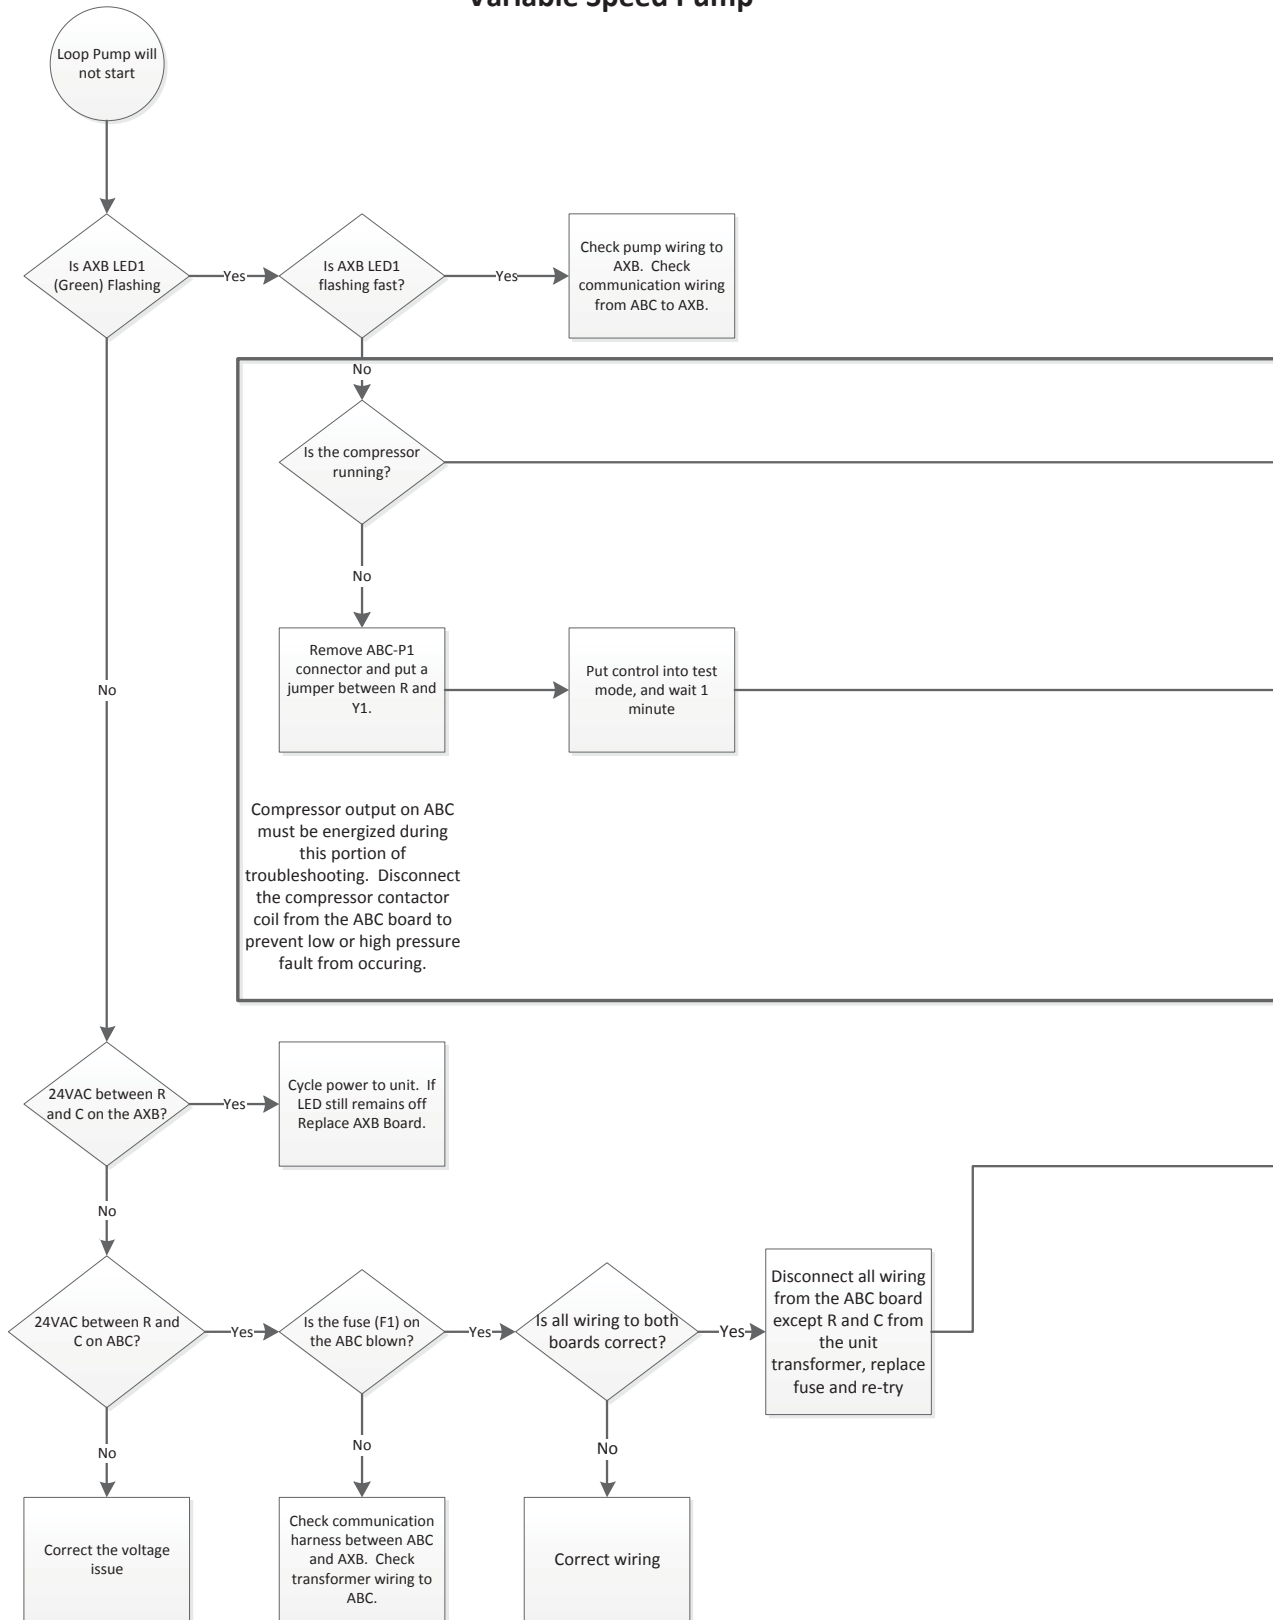 Variable Speed Pump
Loop Pump will
not start
Is AXB LED1
(Green) Flashing
Yes
Is AXB LED1
flashing fast?
Yes
Check pump wiring to
AXB.  Check
communication wiring
from ABC to AXB.
No
Is the compressor
running?
No
Remove ABC-P1
connector and put a
jumper between R and
Y1.
Put control into test
mode, and wait 1
minute
No
Compressor output on ABC
must be energized during
this portion of
troubleshooting.  Disconnect
the compressor contactor
coil from the ABC board to
prevent low or high pressure
fault from occuring.
24VAC between R
and C on the AXB?
Yes
Cycle power to unit.  If
LED still remains off
Replace AXB Board.
No
24VAC between R and
C on ABC?
Yes
Is the fuse (F1) on
the ABC blown?
Yes
Is all wiring to both
boards correct?
Yes
Disconnect all wiring
from the ABC board
except R and C from
the unit
transformer, replace
fuse and re-try
No
No
No
Correct the voltage
issue
Check communication
harness between ABC
and AXB.  Check
transformer wiring to
ABC.
Correct wiring